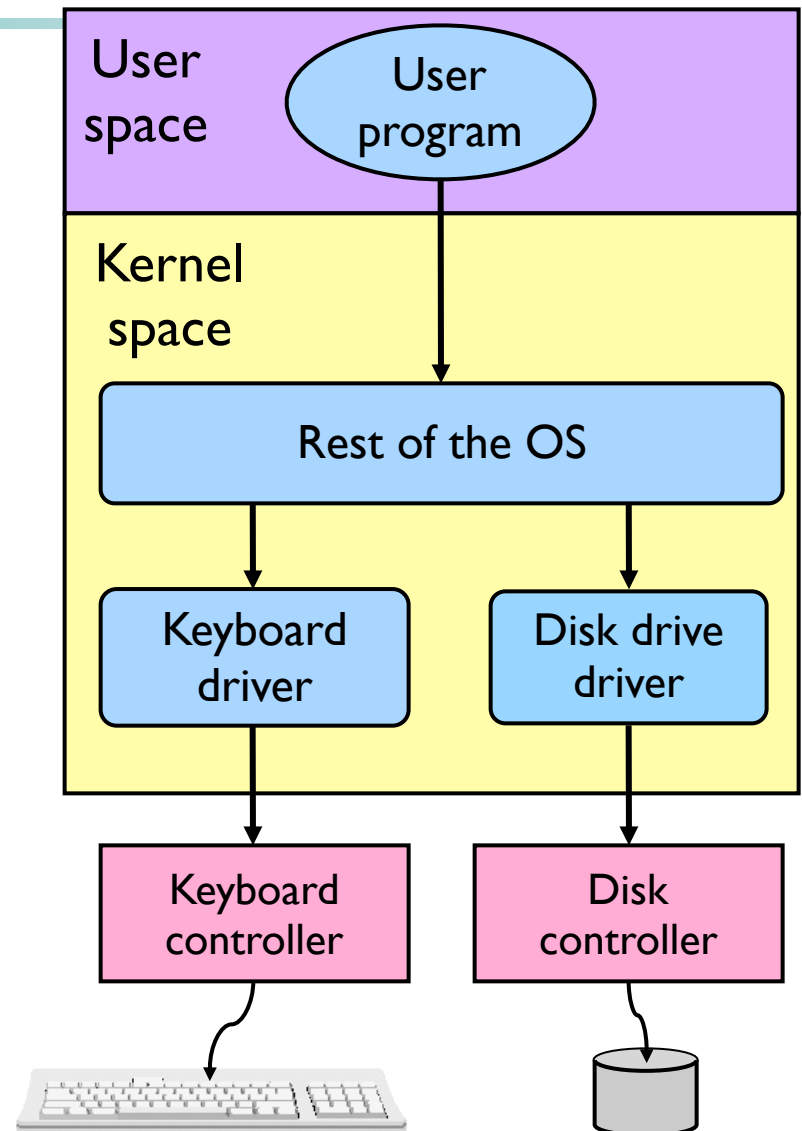 User
space
User
program
Kernel
space
Rest of the OS
Keyboard
driver
Disk drive
driver
Keyboard
controller
Disk
controller